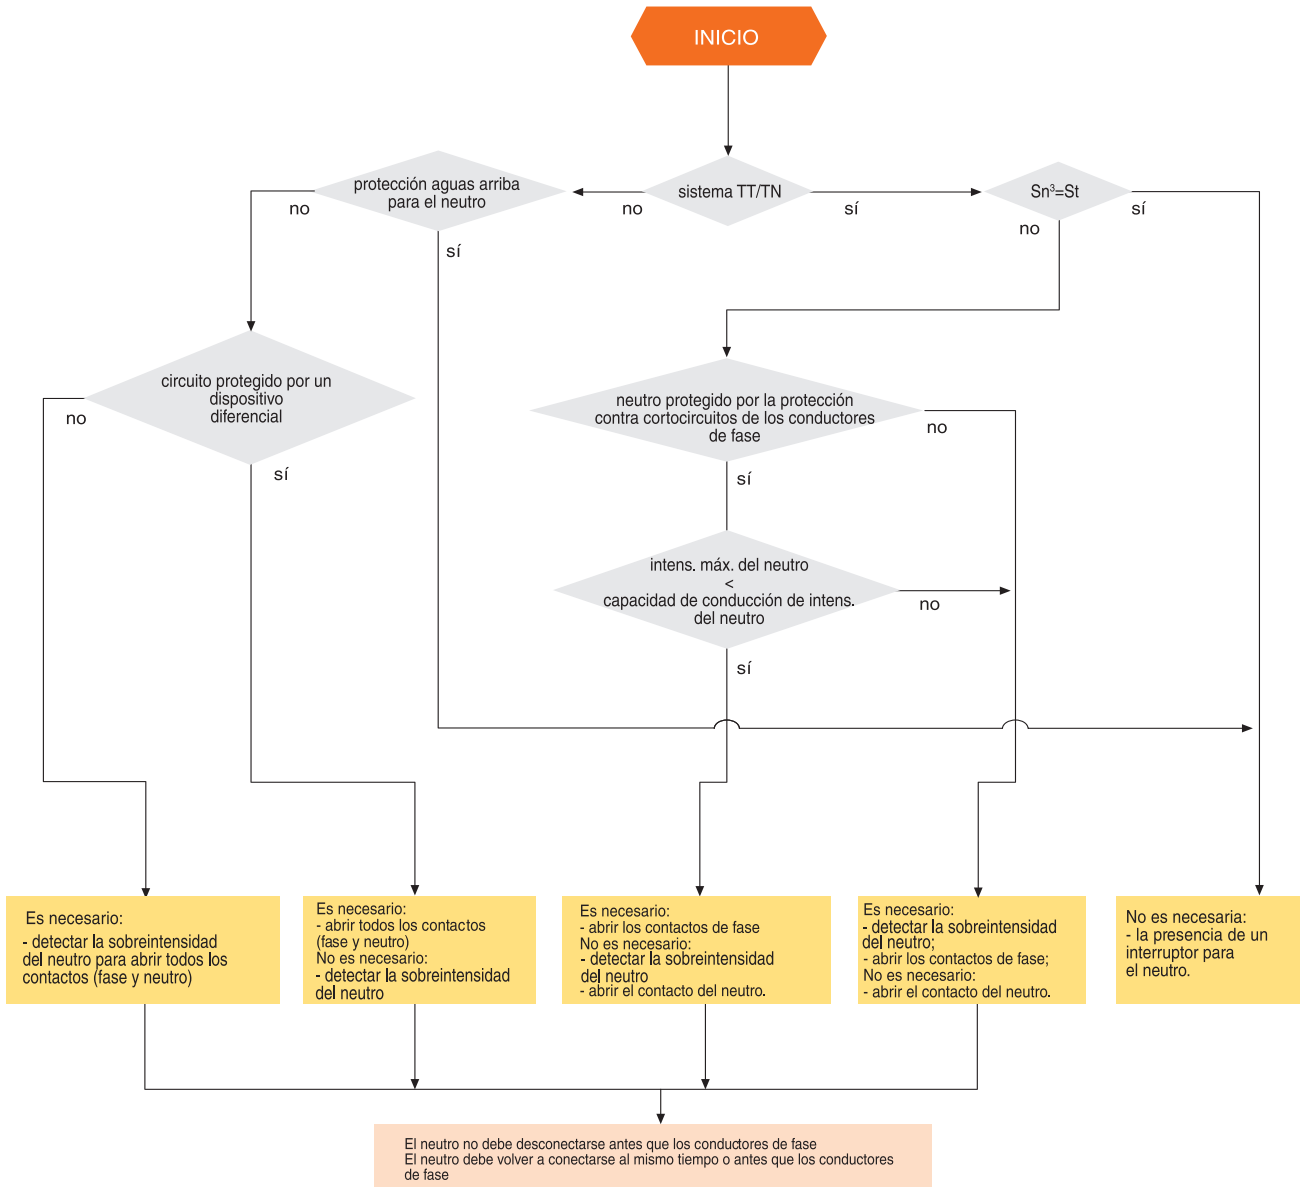 INICIO
protección aguas arriba
para el neutro
sistema TT/TN
Sn³=St
no
no
sí
sí
no
sí
circuito protegido por un
dispositivo
diferencial
no
sí
neutro protegido por la protección
contra cortocircuitos de los conductores
de fase
no
sí
intens. máx. del neutro
<
capacidad de conducción de intens.
del neutro
no
sí
Es necesario:
- detectar la sobreintensidad
del neutro para abrir todos los
contactos (fase y neutro)
Es necesario:
- abrir todos los contactos
(fase y neutro)
No es necesario:
- detectar la sobreintensidad
del neutro
Es necesario:
- abrir los contactos de fase
No es necesario:
- detectar la sobreintensidad
del neutro
- abrir el contacto del neutro.
Es necesario:
- detectar la sobreintensidad
del neutro;
- abrir los contactos de fase;
No es necesario:
- abrir el contacto del neutro.
No es necesaria:
- la presencia de un
interruptor para
el neutro.
El neutro no debe desconectarse antes que los conductores de fase
El neutro debe volver a conectarse al mismo tiempo o antes que los conductores
de fase